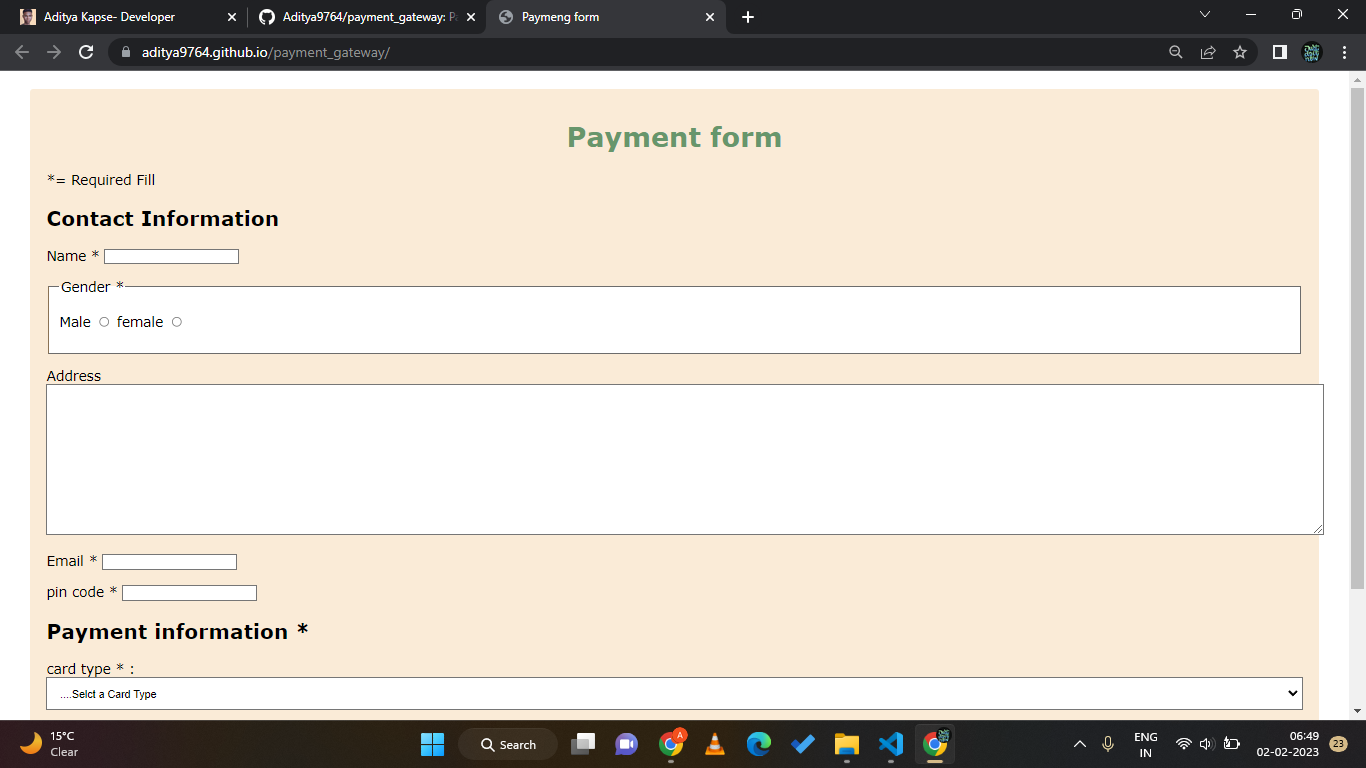 Aditya Kapse- Developer
Aditya9764/payment_gateway: Pa
Paymeng form
aditya9764.github.io/payment_gateway/
Payment form
*= Required Fill
Contact Information
Name *
Gender *
Male female
Address
Email *
pin code *
Payment information *
card type * :
....Selct a Card Type
15°C
Clear
Search
A
ENG
IN
06:49
02-02-2023
23